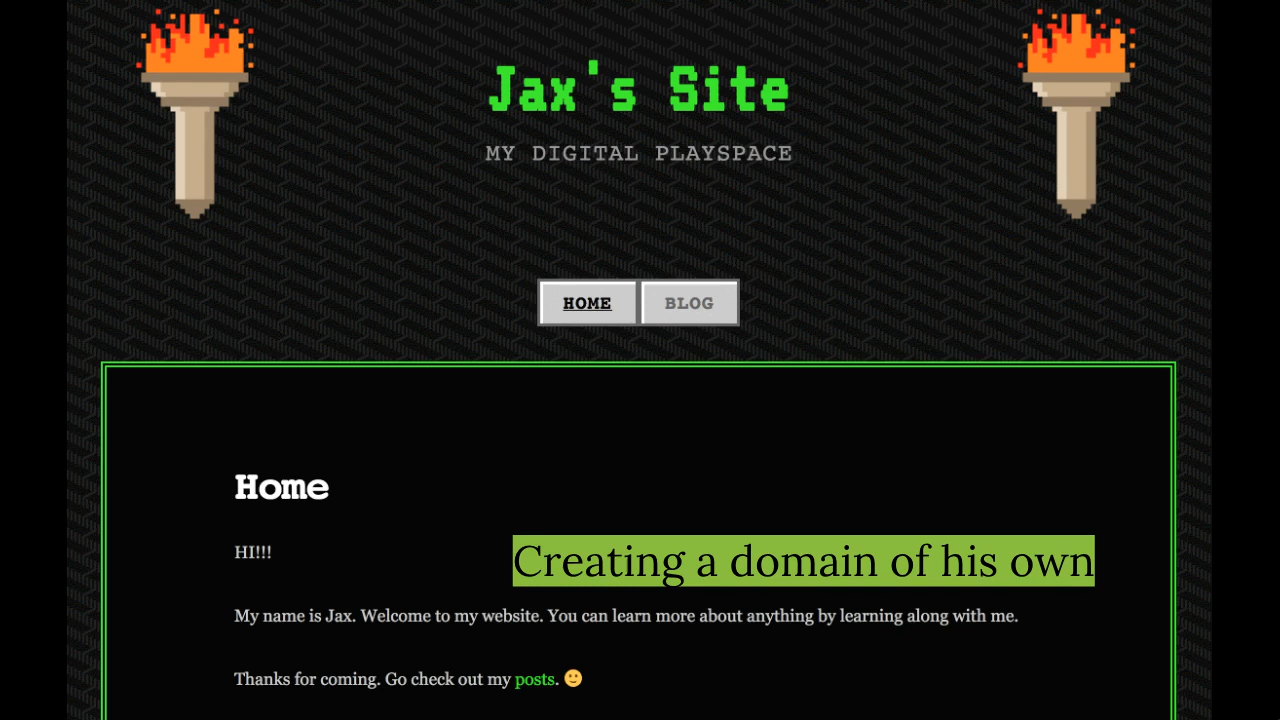 Jax's Site
MY DIGITAL PLAYSPACE
HOME BLOG
Home
HI!!!
Creating a domain of his own
My name is Jax. Welcome to my website. You can learn more about anything by learning along with me.
Thanks for coming. Go check out my posts. 🙂